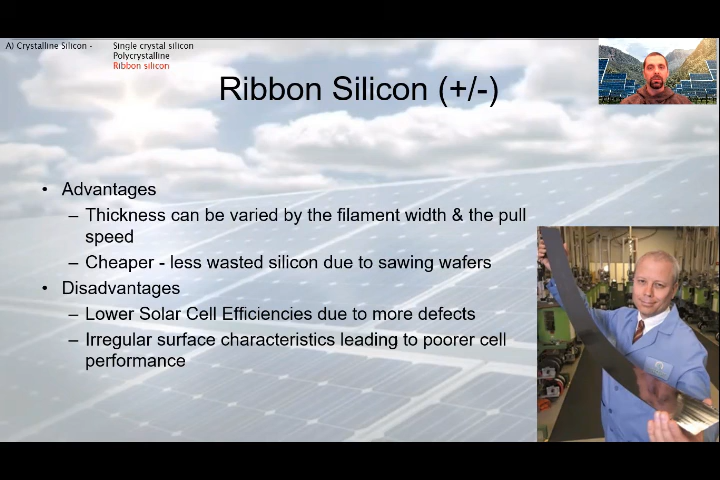 A) Crystalline Silicon - Single crystal silicon
Polycrystalline
Ribbon silicon
Ribbon Silicon (+/-)
• Advantages
– Thickness can be varied by the filament width & the pull
speed
– Cheaper - less wasted silicon due to sawing wafers
• Disadvantages
– Lower Solar Cell Efficiencies due to more defects
– Irregular surface characteristics leading to poorer cell
performance